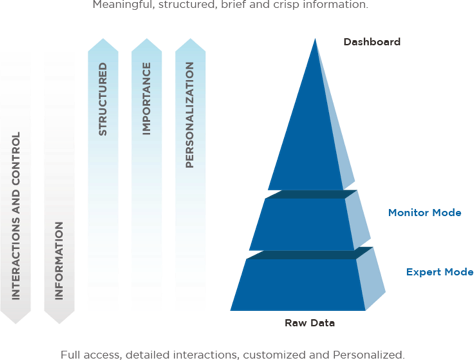 Meaningful, structured, brief and crisp information.
Dashboard
INTERACTIONS AND CONTROL
INFORMATION
STRUCTURED
IMPORTANCE
PERSONALIZATION
Monitor Mode
Expert Mode
Raw Data
Full access, detailed interactions, customized and Personalized.